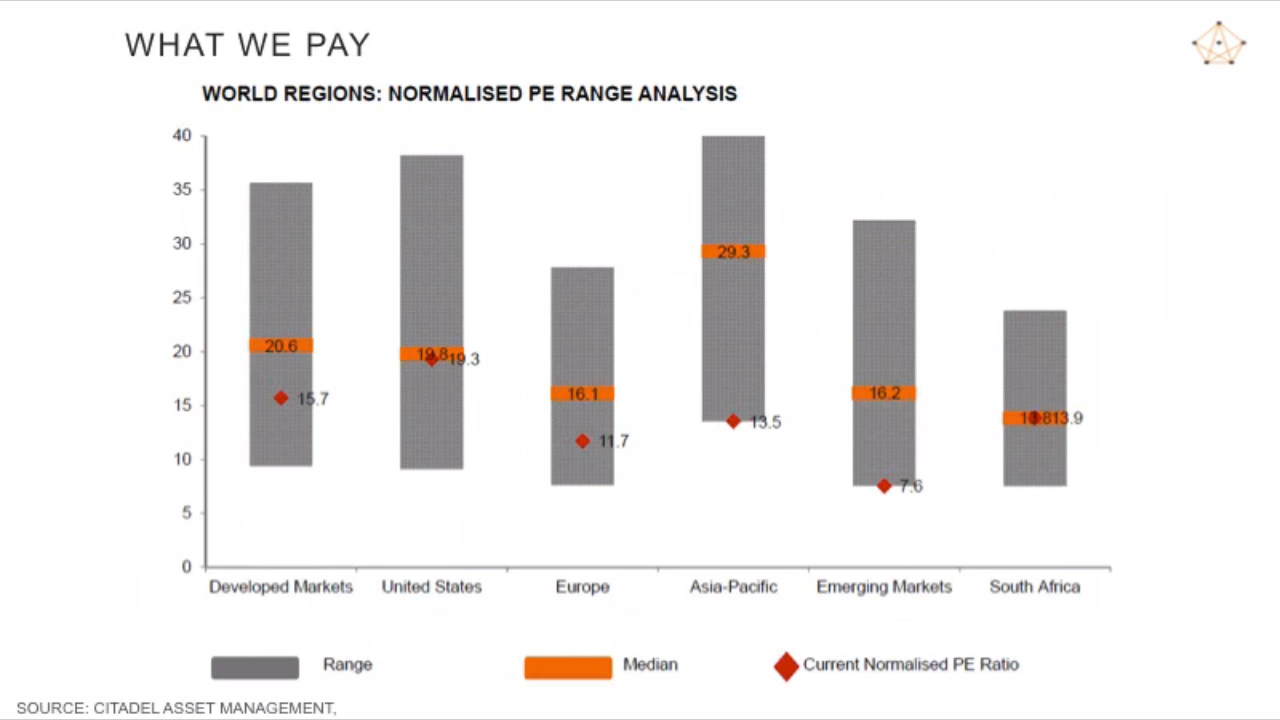 WHAT WE PAY
WORLD REGIONS: NORMALISED PE RANGE ANALYSIS
40
35
30
25
20
15
10
5
0
20.6
15.7
19.8
19.3
16.1
11.7
29.3
13.5
16.2
7.6
13.8
13.9
Developed Markets
United States
Europe
Asia-Pacific
Emerging Markets
South Africa
Range
Median
Current Normalised PE Ratio
SOURCE: CITADEL ASSET MANAGEMENT,